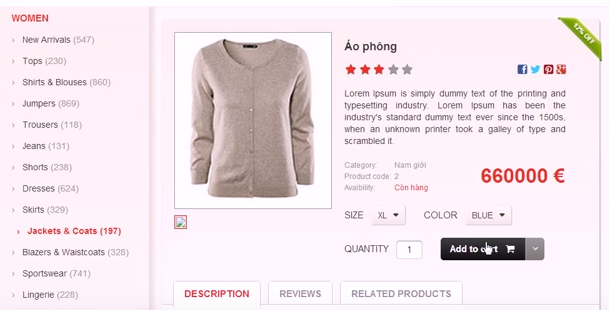 WOMEN
New Arrivals (547)
Tops (230)
Shirts & Blouses (860)
Jumpers (869)
Trousers (118)
Jeans (131)
Shorts (238)
Dresses (624)
Skirts (329)
Jackets & Coats (197)
Blazers & Waistcoats (328)
Sportswear (741)
Lingerie (228)
12% OFF
Áo phông
Lorem Ipsum is simply dummy text of the printing and
typesetting industry. Lorem Ipsum has been the
industry's standard dummy text ever since the 1500s,
when an unknown printer took a galley of type and
scrambled it.
Category: Nam giới
Product code: 2
Avaibility: Còn hàng
660000 €
SIZE XL COLOR BLUE
QUANTITY 1 Add to cart
DESCRIPTION REVIEWS RELATED PRODUCTS